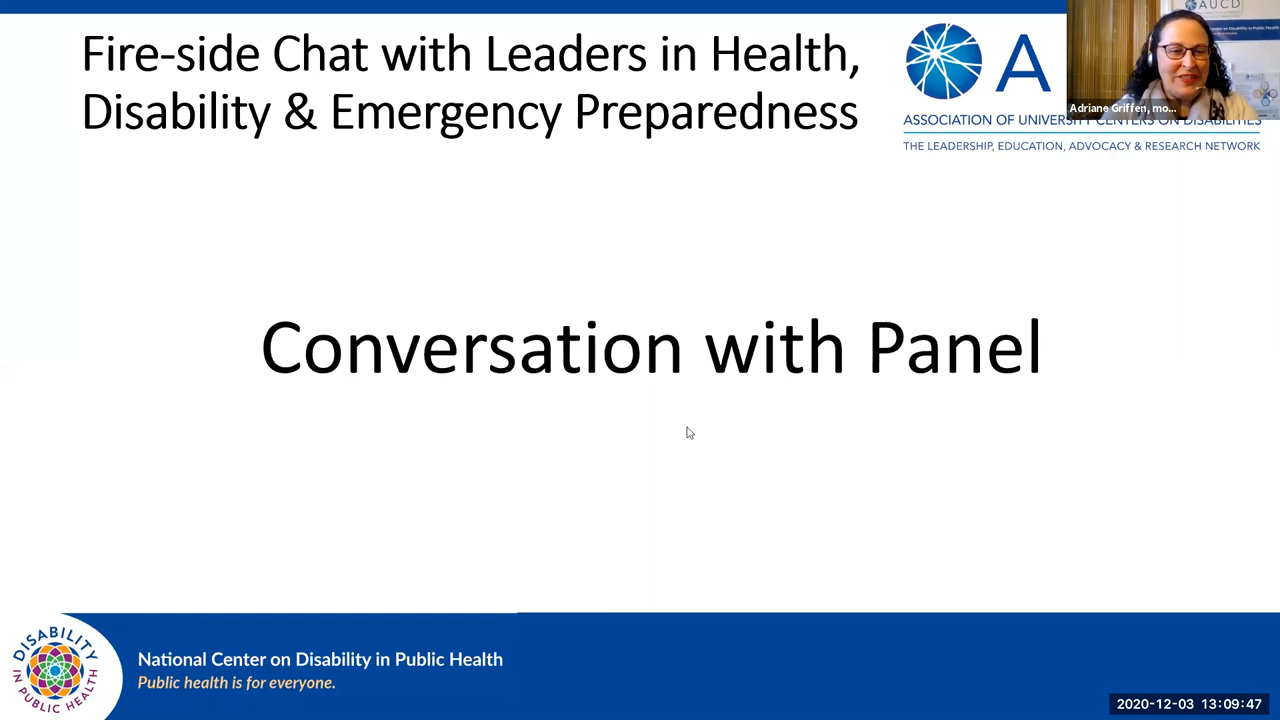 Fire-side Chat with Leaders in Health,
Disability & Emergency Preparedness
A
AUCD
Adriane Griffen, mo...
ASSOCIATION OF UNIVERSITY CENTERS ON DISABILITIES
THE LEADERSHIP, EDUCATION, ADVOCACY & RESEARCH NETWORK
Conversation with Panel
DISABILITY
IN PUBLIC HEALTH
National Center on Disability in Public Health
Public health is for everyone.
2020-12-03 13:09:47